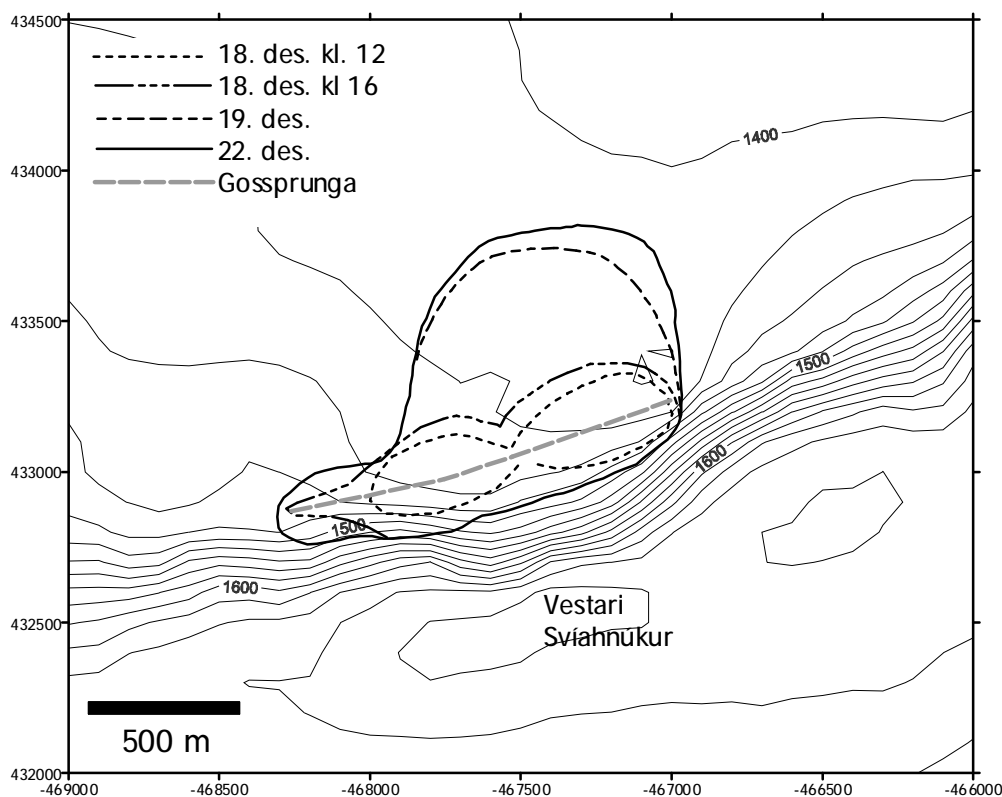 434500
434000
433500
433000
432500
432000
18. des. kl. 12
18. des. kl 16
19. des.
22. des.
Gossprunga
1400
1500
1600
1500
1600
Vestari
Svíahnúkur
500 m
-469000 -468500 -468000 -467500 -467000 -466500 -466000